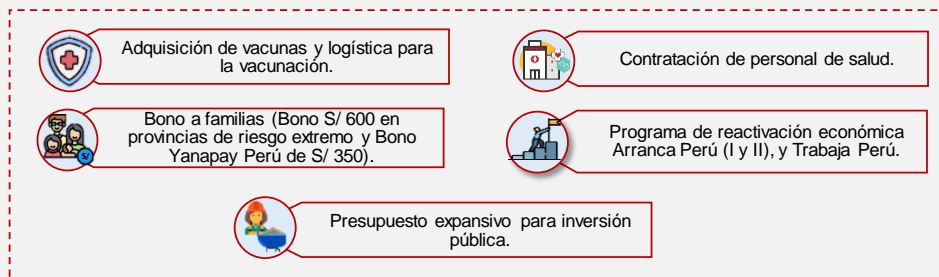 Adquisición de vacunas y logística para
la vacunación.
Contratación de personal de salud.
Bono a familias (Bono S/ 600 en
provincias de riesgo extremo y Bono
Yanapay Perú de S/ 350).
S/
Programa de reactivación económica
Arranca Perú (I y II), y Trabaja Perú.
Presupuesto expansivo para inversión
pública.